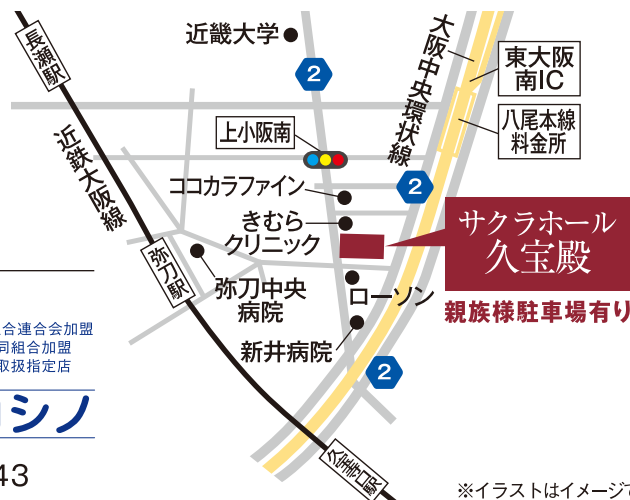 長瀬駅
近畿大学
2
大阪中央環状線
東大阪
南IC
八尾本線
料金所
上小阪南
近鉄大阪線
ココカラファイン
2
きむら
クリニック
サクラホール
久宝殿
弥刀駅
弥刀中央
病院
ローソン
親族様駐車場有り
新井病院
合連合会加盟
同組合加盟
取扱指定店
2
シノ
久宝寺口駅
43
※イラストはイメージで